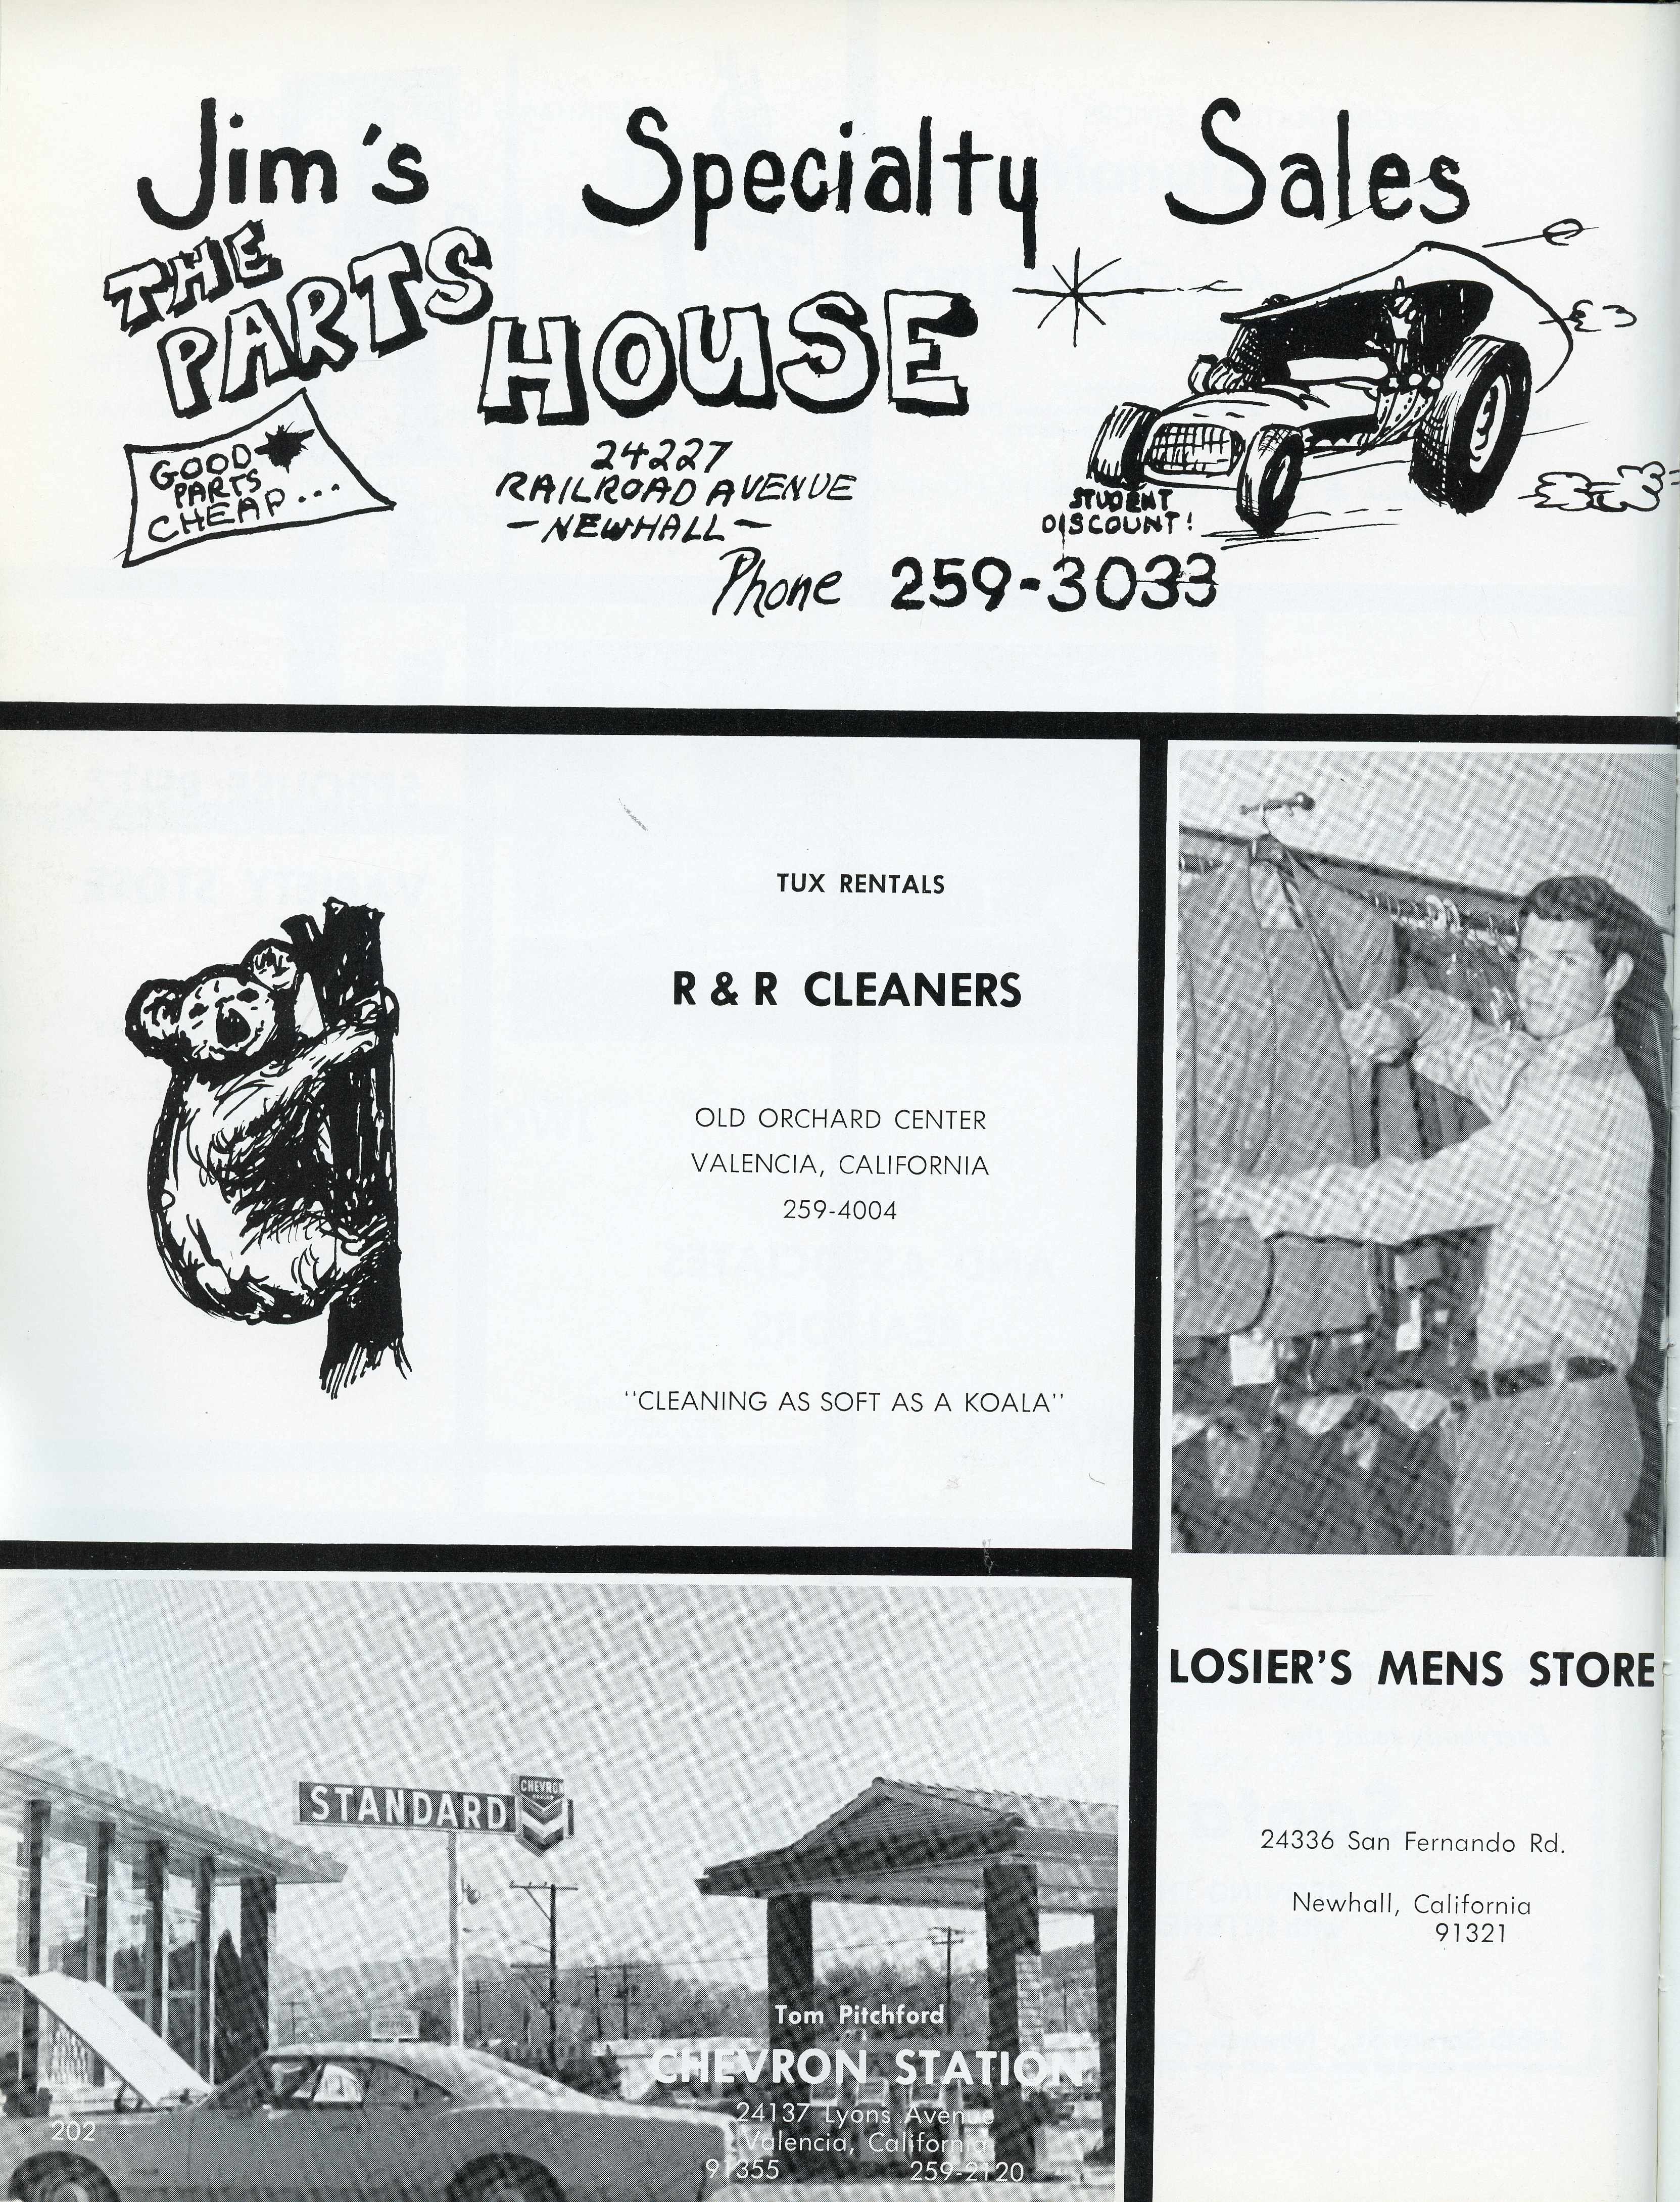 Jim's Specialty Sales
THE
PARTS
HOUSE
GOOD
PARTS
CHEAP...
24227
RAILROAD AVENUE
-NEWHALL-
STUDENT
DISCOUNT!
Phone 259-3033
TUX RENTALS
R & R CLEANERS
OLD ORCHARD CENTER
VALENCIA, CALIFORNIA
259-4004
"CLEANING AS SOFT AS A KOALA"
LOSIER'S MENS STORE
24336 San Fernando Rd.
Newhall, California
91321
STANDARD
CHEVRON
DEALER
Tom Pitchford
CHEVRON STATION
24137 Lyons Avenue
Valencia, California
91355 259-2120
202